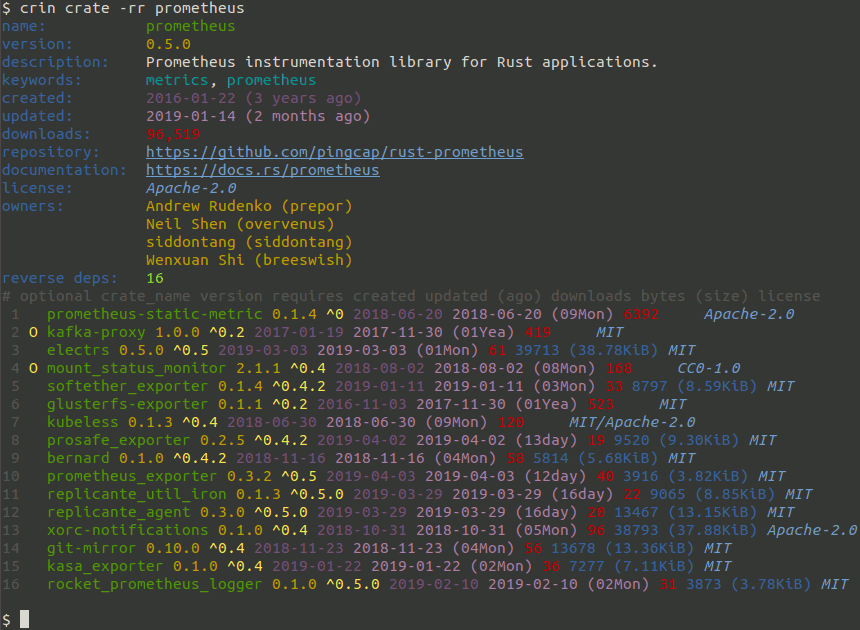 $ crin crate -rr prometheus
name: prometheus
version: 0.5.0
description: Prometheus instrumentation library for Rust applications.
keywords: metrics, prometheus
created: 2016-01-22 (3 years ago)
updated: 2019-01-14 (2 months ago)
downloads: 96,519
repository: https://github.com/pingcap/rust-prometheus
documentation: https://docs.rs/prometheus
license: Apache-2.0
owners: Andrew Rudenko (prepor)
Neil Shen (overvenus)
siddontang (siddontang)
Wenxuan Shi (breeswish)
reverse deps: 16
# optional crate_name version requires created updated (ago) downloads bytes (size) license
1 prometheus-static-metric 0.1.4 ^0 2018-06-20 2018-06-20 (09Mon) 6392 Apache-2.0
2 O kafka-proxy 1.0.0 ^0.2 2017-01-19 2017-11-30 (01Yea) 419 MIT
3 electrs 0.5.0 ^0.5 2019-03-03 2019-03-03 (01Mon) 61 39713 (38.78KiB) MIT
4 O mount_status_monitor 2.1.1 ^0.4 2018-08-02 2018-08-02 (08Mon) 168 CC0-1.0
5 softether_exporter 0.1.4 ^0.4.2 2019-01-11 2019-01-11 (03Mon) 33 8797 (8.59KiB) MIT
6 glusterfs-exporter 0.1.1 ^0.2 2016-11-03 2017-11-30 (01Yea) 523 MIT
7 kubeless 0.1.3 ^0.4 2018-06-30 2018-06-30 (09Mon) 120 MIT/Apache-2.0
8 prosafe_exporter 0.2.5 ^0.4.2 2019-04-02 2019-04-02 (13day) 19 9520 (9.30KiB) MIT
9 bernard 0.1.0 ^0.4.2 2018-11-16 2018-11-16 (04Mon) 50 5814 (5.68KiB) MIT
10 prometheus_exporter 0.3.2 ^0.5 2019-04-03 2019-04-03 (12day) 40 3916 (3.82KiB) MIT
11 replicante_util_iron 0.1.3 ^0.5.0 2019-03-29 2019-03-29 (16day) 22 9065 (8.85KiB) MIT
12 replicante_agent 0.3.0 ^0.5.0 2019-03-29 2019-03-29 (16day) 20 13467 (13.15KiB) MIT
13 xorc-notifications 0.1.0 ^0.4 2018-10-31 2018-10-31 (05Mon) 96 38793 (37.88KiB) Apache-2.0
14 git-mirror 0.10.0 ^0.4 2018-11-23 2018-11-23 (04Mon) 56 13678 (13.36KiB) MIT
15 kasa_exporter 0.1.0 ^0.4 2019-01-22 2019-01-22 (02Mon) 36 7277 (7.11KiB) MIT
16 rocket_prometheus_logger 0.1.0 ^0.5.0 2019-02-10 2019-02-10 (02Mon) 31 3873 (3.78KiB) MIT
$